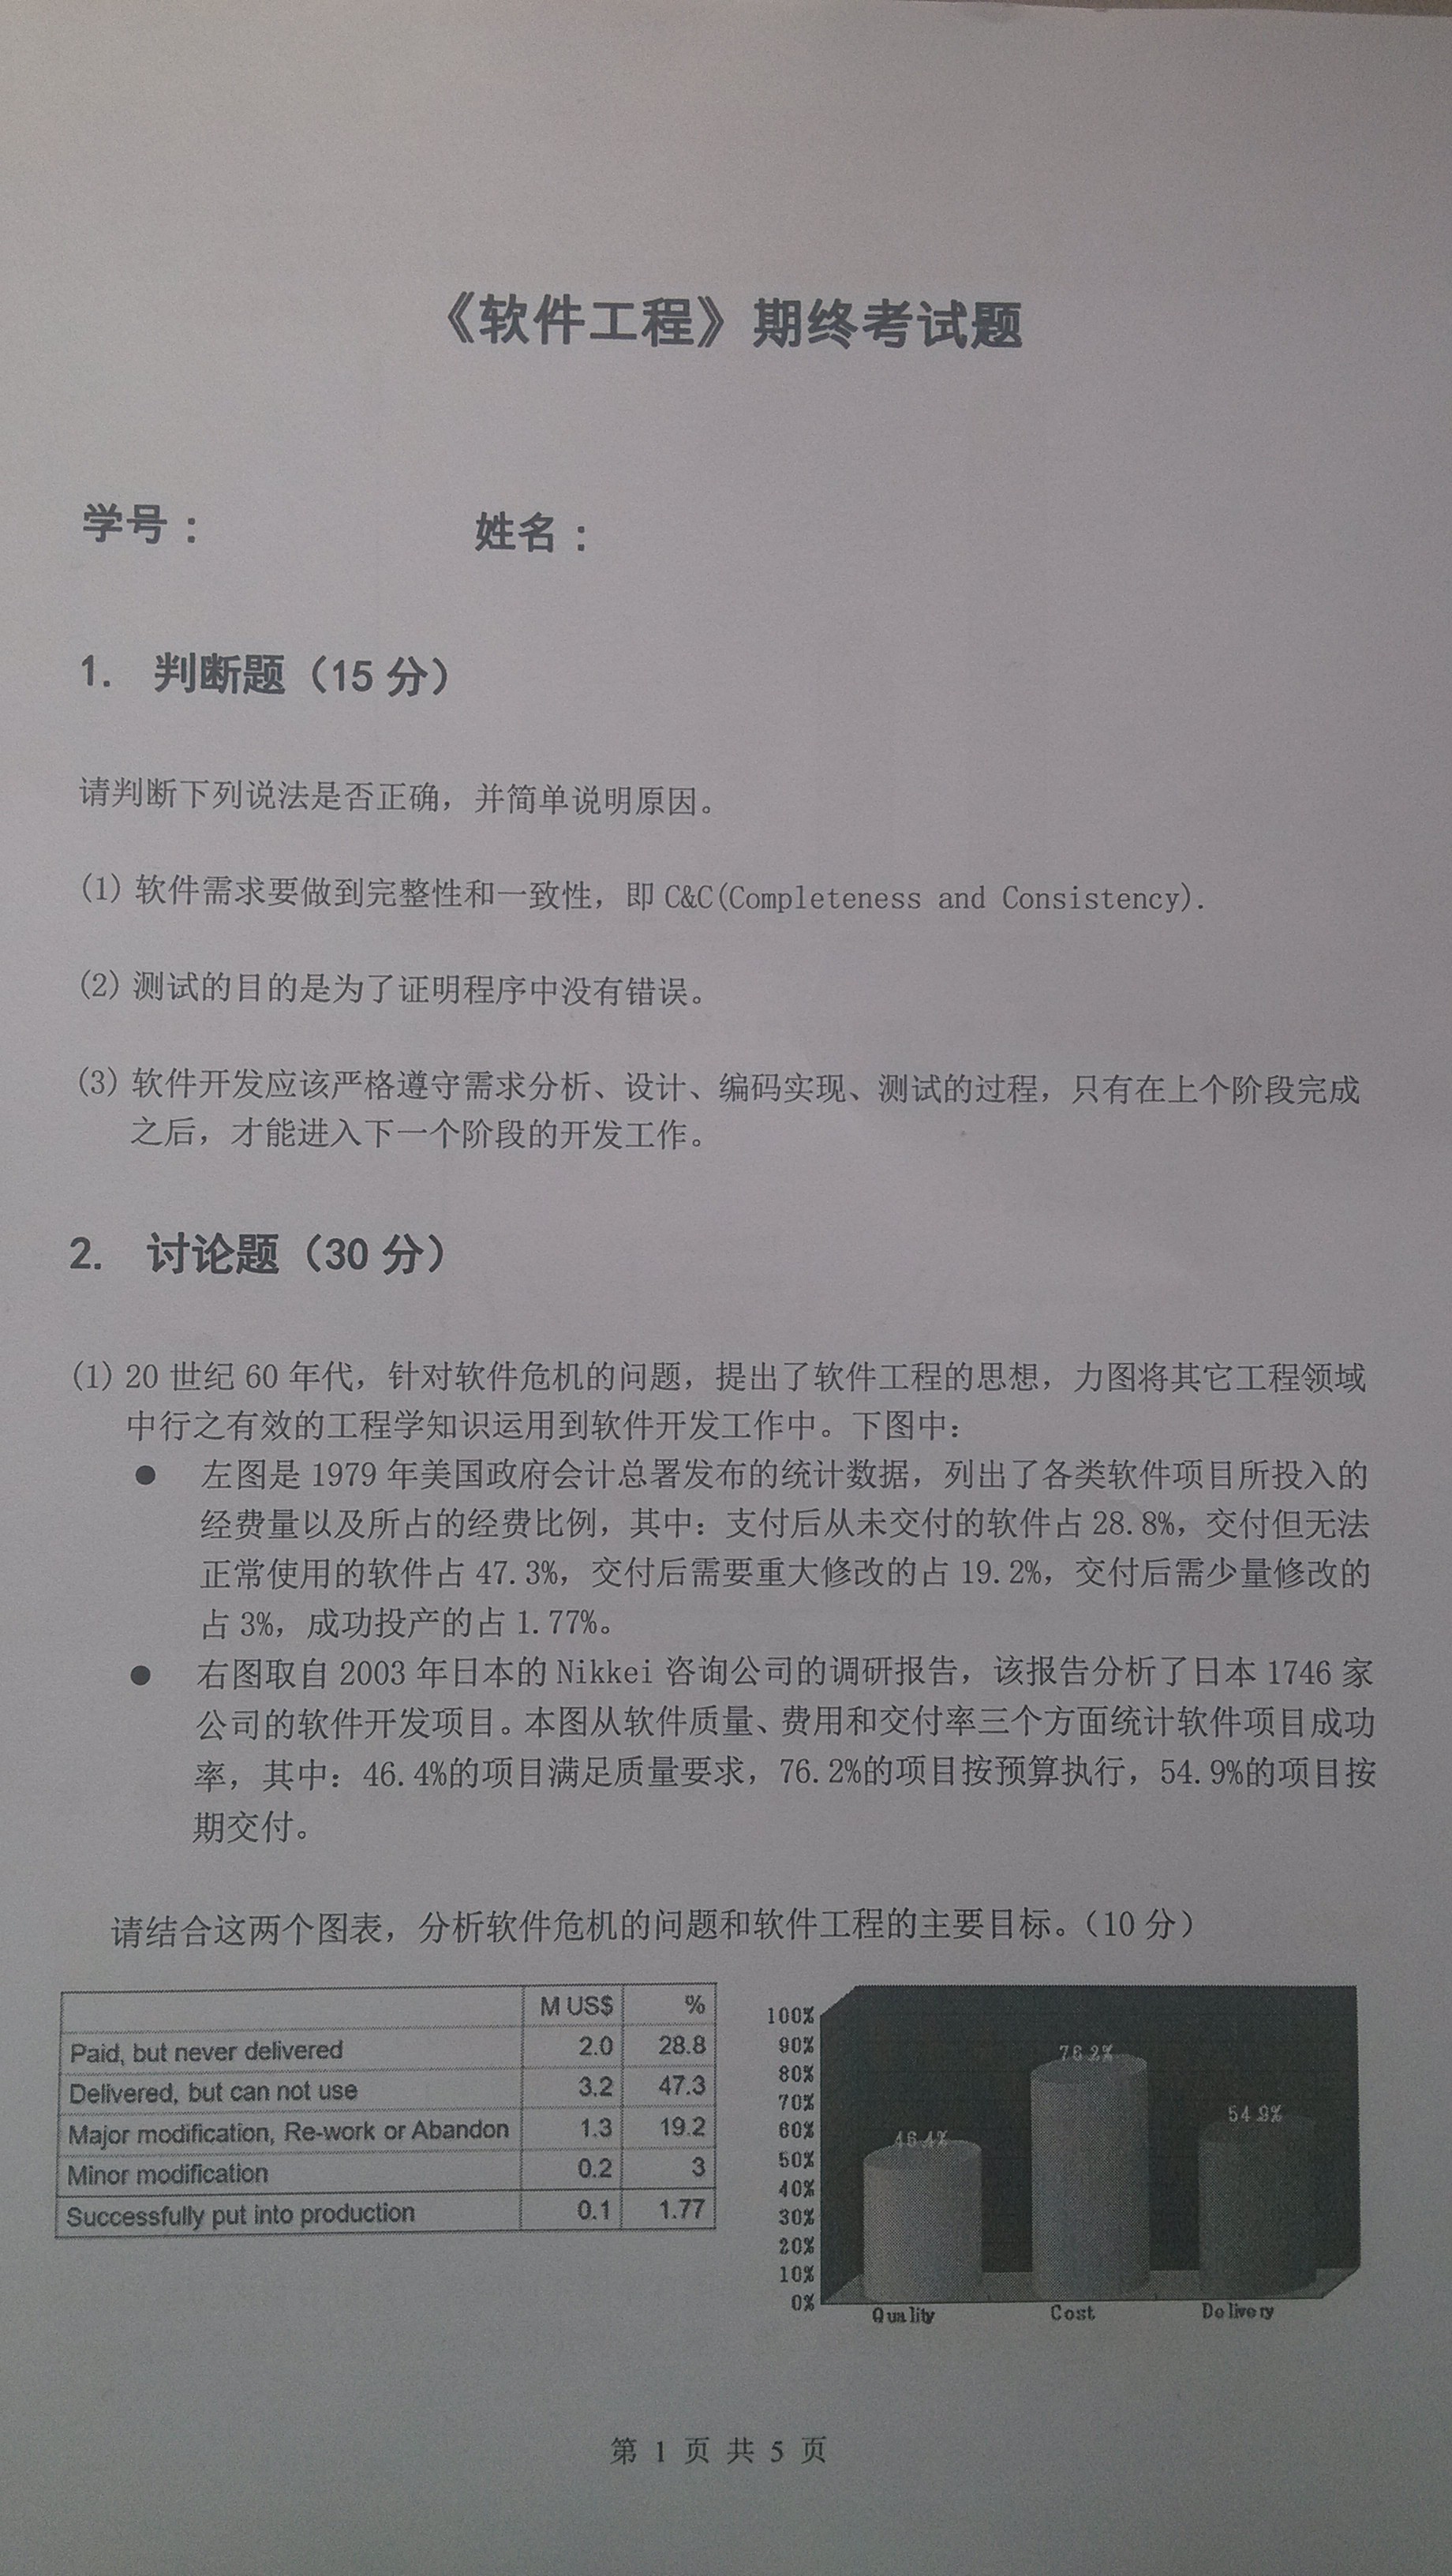 《软件工程》期终考试题
学号： 姓名：
1. 判断题（15 分）
请判断下列说法是否正确，并简单说明原因。
(1) 软件需求要做到完整性和一致性，即 C&C(Completeness and Consistency).
(2) 测试的目的是为了证明程序中没有错误。
(3) 软件开发应该严格遵守需求分析、设计、编码实现、测试的过程，只有在上个阶段完成
之后，才能进入下一个阶段的开发工作。
2. 讨论题（30 分）
(1) 20 世纪 60 年代，针对软件危机的问题，提出了软件工程的思想，力图将其它工程领域
中行之有效的工程学知识运用到软件开发工作中。下图中：
● 左图是 1979 年美国政府会计总署发布的统计数据，列出了各类软件项目所投入的
经费量以及所占的经费比例，其中：支付后从未交付的软件占 28.8%，交付但无法
正常使用的软件占 47.3%，交付后需要重大修改的占 19.2%，交付后需少量修改的
占 3%，成功投产的占 1.77%。
● 右图取自 2003 年日本的 Nikkei 咨询公司的调研报告，该报告分析了日本 1746 家
公司的软件开发项目。本图从软件质量、费用和交付率三个方面统计软件项目成功
率，其中：46.4%的项目满足质量要求，76.2%的项目按预算执行，54.9%的项目按
期交付。
请结合这两个图表，分析软件危机的问题和软件工程的主要目标。（10 分）
M US$ %
Paid, but never delivered 2.0 28.8
Delivered, but can not use 3.2 47.3
Major modification, Re-work or Abandon 1.3 19.2
Minor modification 0.2 3
Successfully put into production 0.1 1.77
100%
90%
80%
70%
60%
50%
40%
30%
20%
10%
0%
46.4%
76.2%
54.9%
Quality Cost Delivery
第 1 页 共 5 页